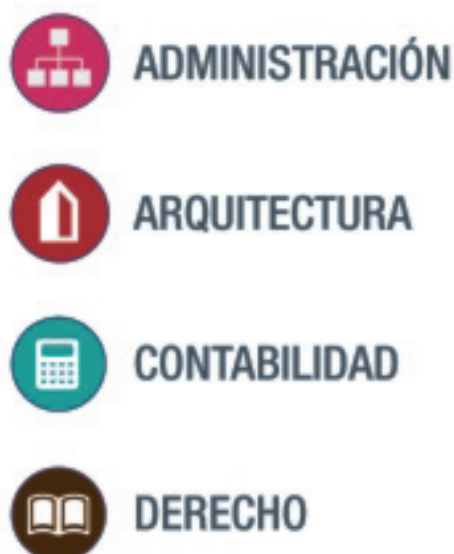 ADMINISTRACIÓN
ARQUITECTURA
CONTABILIDAD
DERECHO